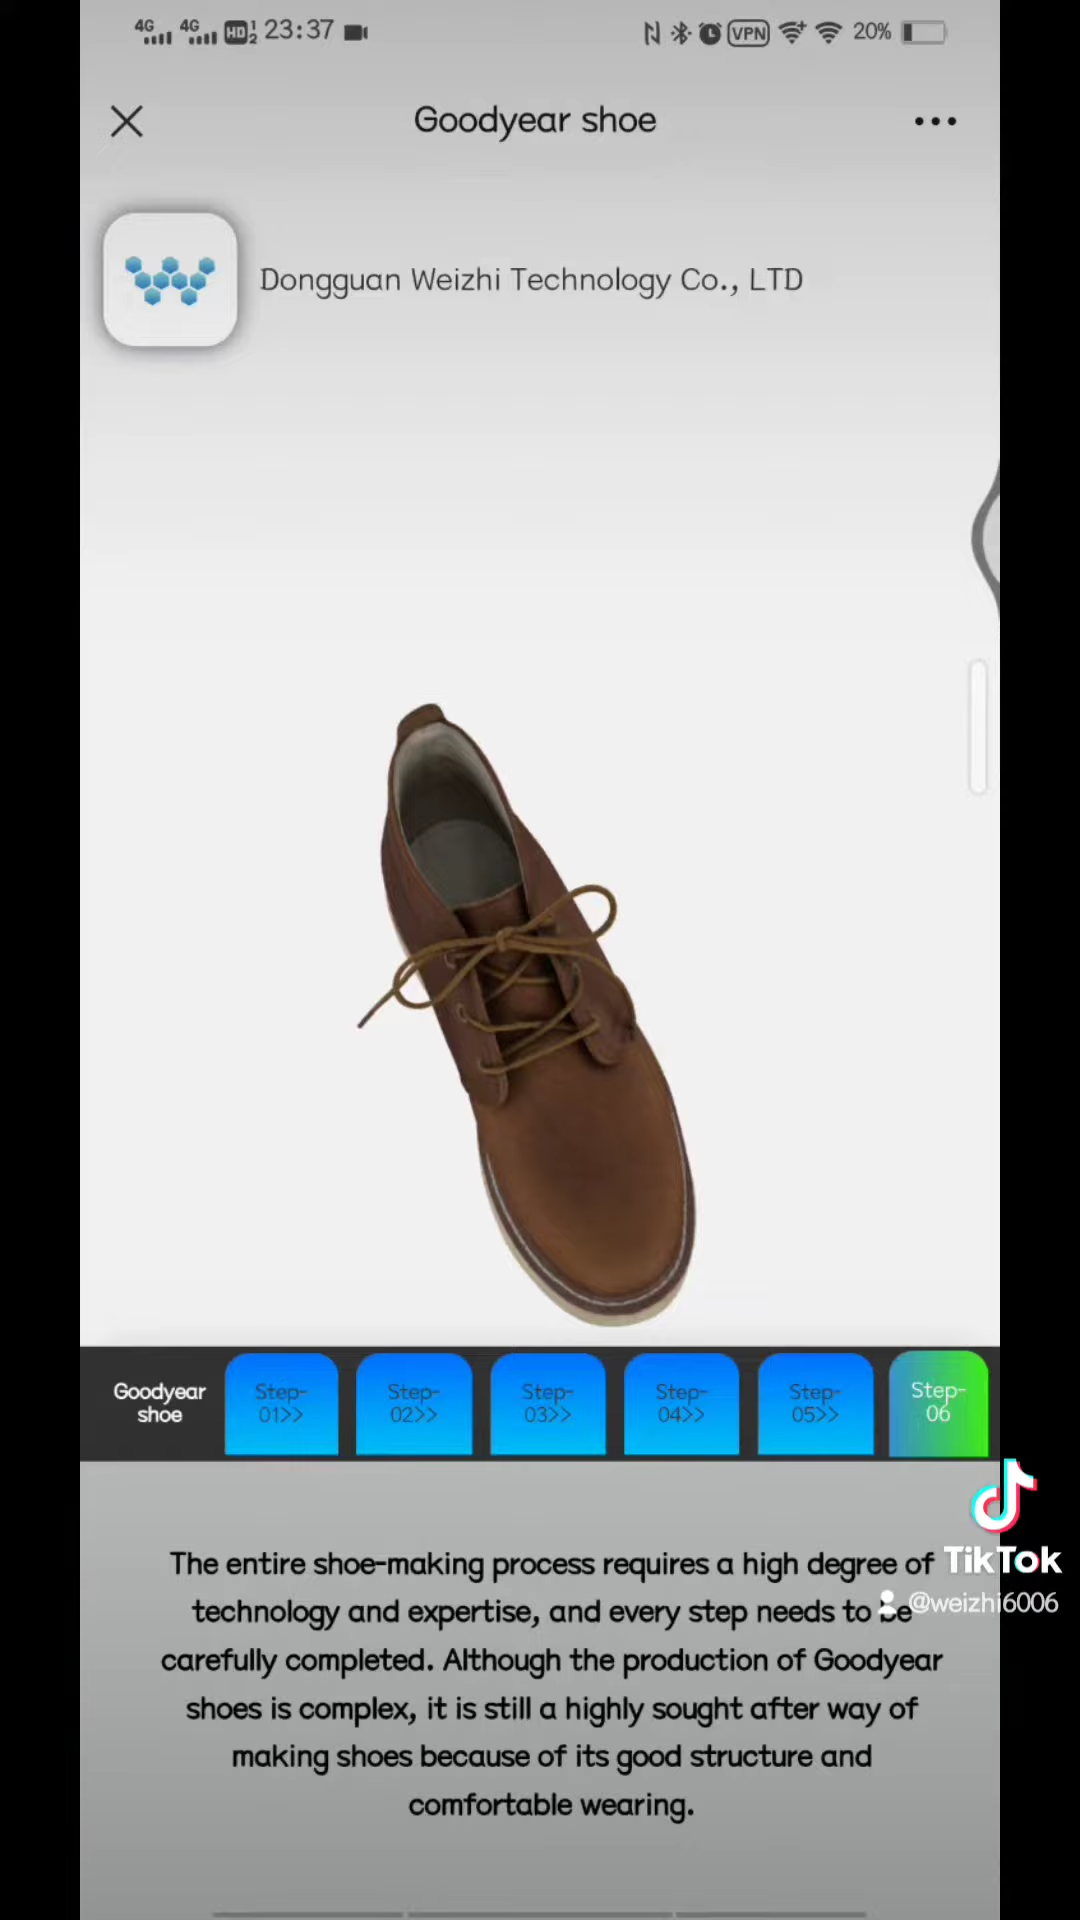 4G 4G HD 1 2 23:37 VPN 20%
Goodyear shoe
Dongguan Weizhi Technology Co., LTD
Goodyear
shoe
Step-
01>>
Step-
02>>
Step-
03>>
Step-
04>>
Step-
05>>
Step-
06
The entire shoe-making process requires a high degree of
technology and expertise, and every step needs to be
carefully completed. Although the production of Goodyear
shoes is complex, it is still a highly sought after way of
making shoes because of its good structure and
comfortable wearing.
TikTok
@weizhi6006